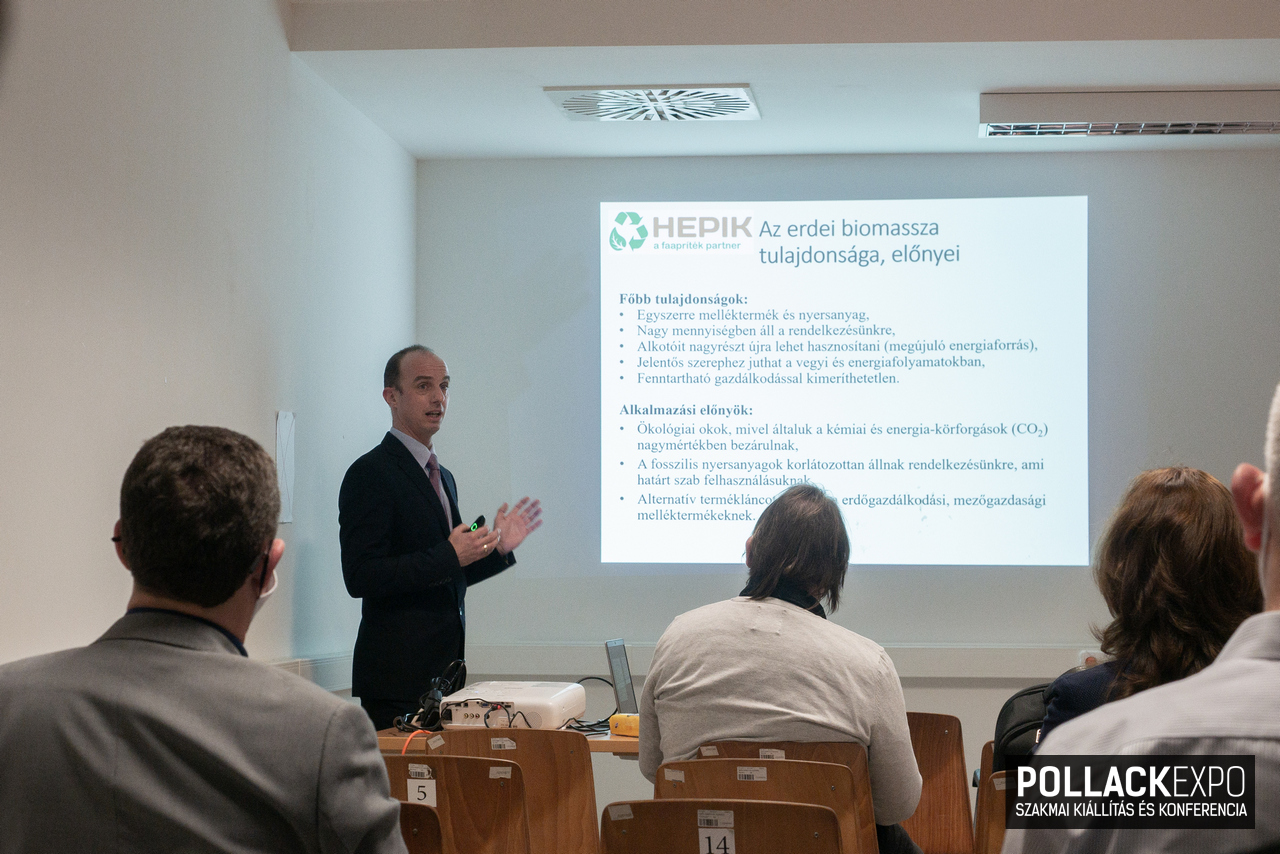 HEPIK
a faapríték partner
Az erdei biomassza
tulajdonsága, előnyei
Főbb tulajdonságok:
• Egyszerre melléktermék és nyersanyag,
• Nagy mennyiségben áll a rendelkezésünkre,
• Alkotóit nagyrészt újra lehet hasznosítani (megújuló energiaforrás),
• Jelentős szerephez juthat a vegyi és energiafolyamatokban,
• Fenntartható gazdálkodással kimeríthetetlen.
Alkalmazási előnyök:
• Ökológiai okok, mivel általuk a kémiai és energia-körforgások (CO₂)
nagymértékben bezárulnak,
• A fosszilis nyersanyagok korlátozottan állnak rendelkezésünkre, ami
határt szab felhasználásuknak
• Alternatív erdőgazdálkodási, mezőgazdasági
melléktermékeknek.
5
14
POLLACKEXPO
SZAKMAI KIÁLLÍTÁS ÉS KONFERENCIA